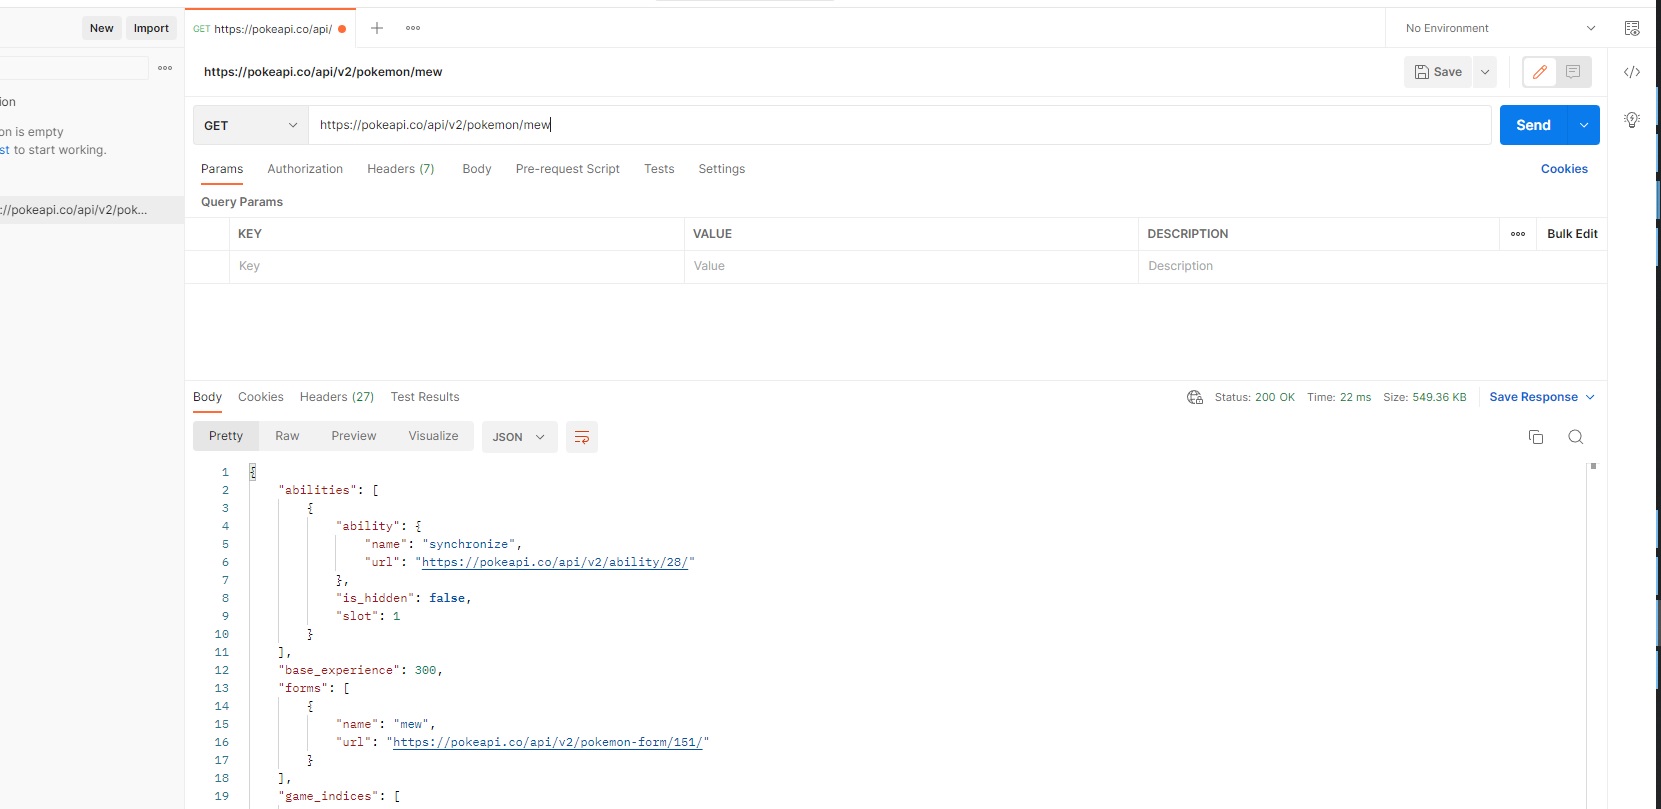 New Import GET https://pokeapi.co/api/ No Environment
https://pokeapi.co/api/v2/pokemon/mew Save
ion
GET https://pokeapi.co/api/v2/pokemon/mew Send
on is empty
st to start working.
Params Authorization Headers (7) Body Pre-request Script Tests Settings Cookies
Query Params
://pokeapi.co/api/v2/pok...
KEY VALUE DESCRIPTION Bulk Edit
Key Value Description
Body Cookies Headers (27) Test Results Status: 200 OK Time: 22 ms Size: 549.36 KB Save Response
Pretty Raw Preview Visualize JSON
1 {
2 "abilities": [
3 {
4 "ability": {
5 "name": "synchronize",
6 "url": "https://pokeapi.co/api/v2/ability/28/"
7 },
8 "is_hidden": false,
9 "slot": 1
10 }
11 ],
12 "base_experience": 300,
13 "forms": [
14 {
15 "name": "mew",
16 "url": "https://pokeapi.co/api/v2/pokemon-form/151/"
17 }
18 ],
19 "game_indices": [